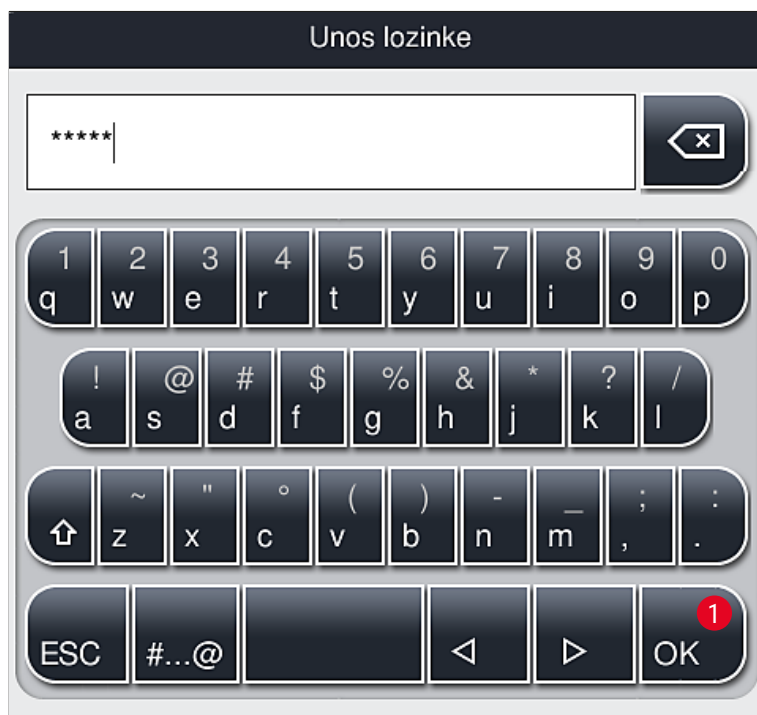 Unos lozinke
*****
1 2 3 4 5 6 7 8 9 0
q w e r t y u i o p
! @ # $ % & * ? /
a s d f g h j k l
~ " ° ( ) - _ ; :
z x c v b n m , .
1
ESC #...@ OK